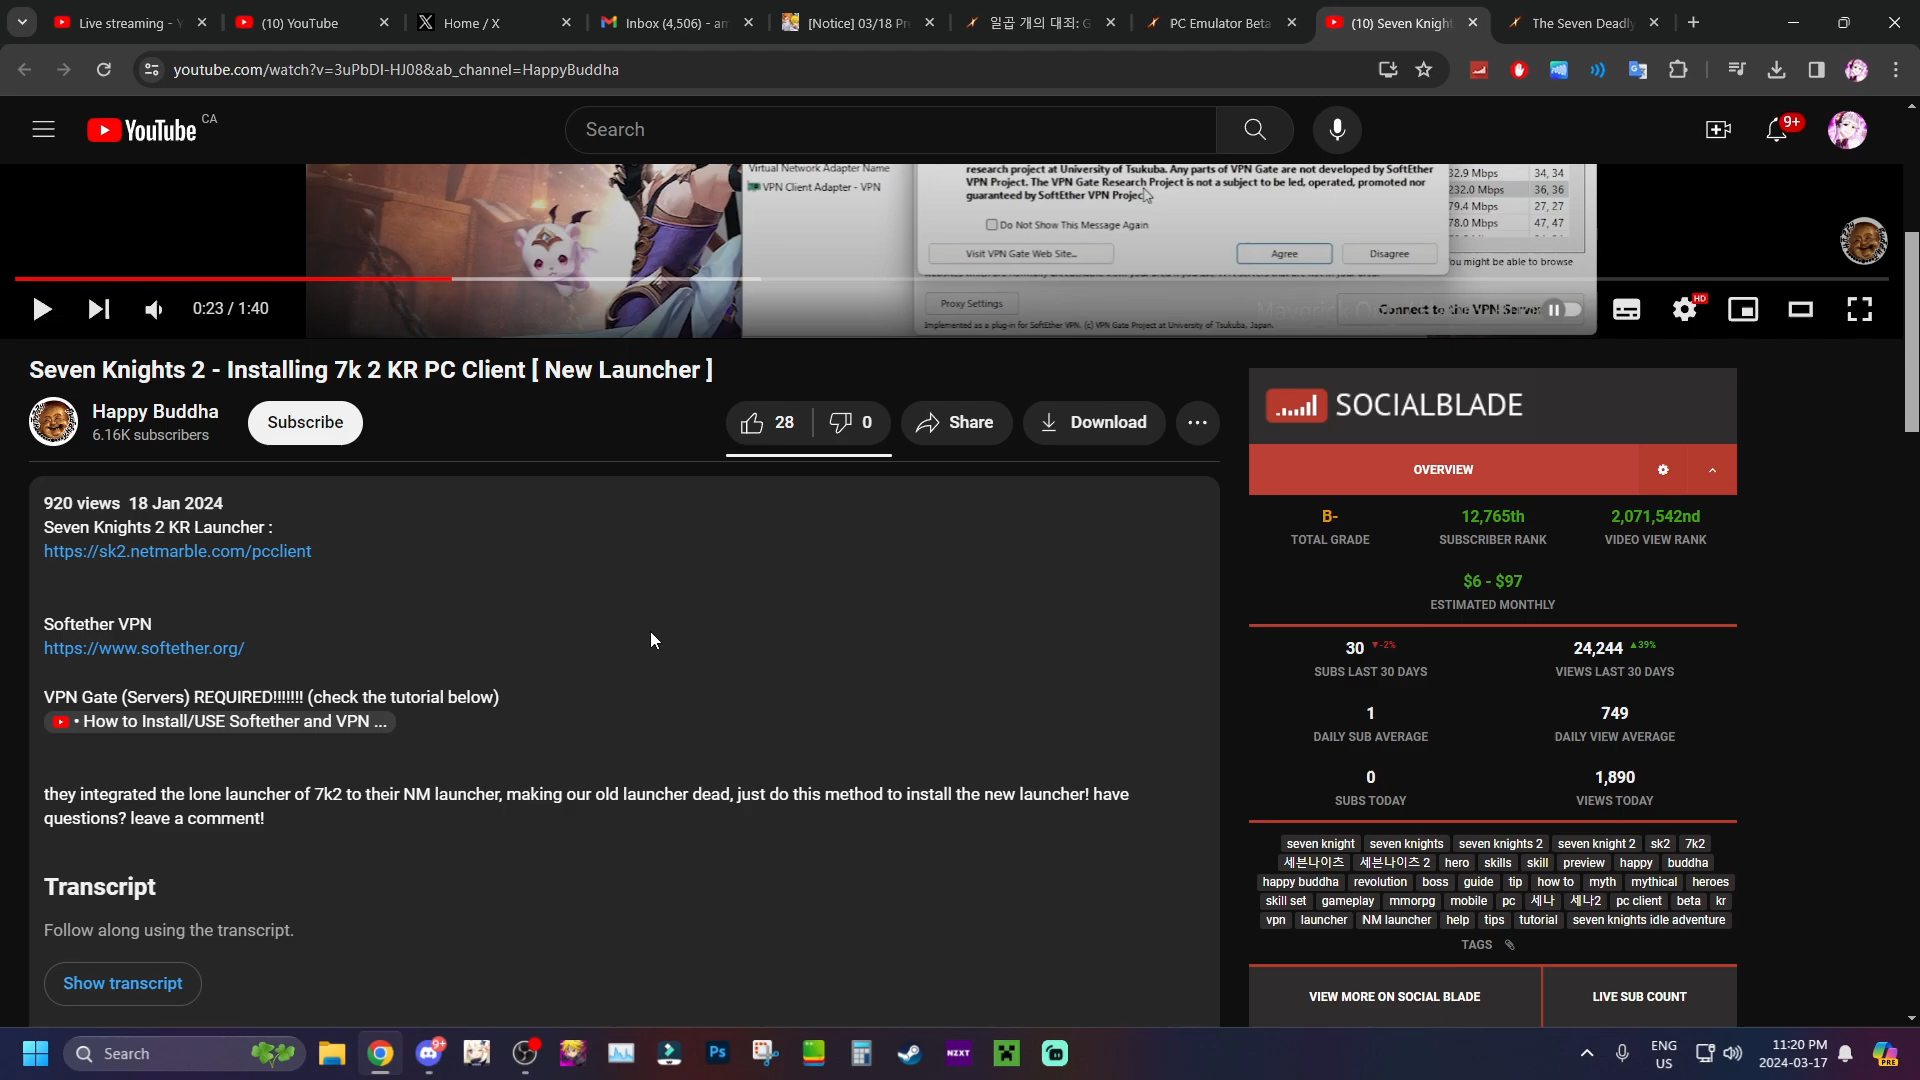 Live streaming - Y
(10) YouTube
Home / X
Inbox (4,506) - am
[Notice] 03/18 Pr
일곱 개의 대죄: G
PC Emulator Beta
(10) Seven Knigh
The Seven Deadly
youtube.com/watch?v=3uPbDI-HJ08&ab_channel=HappyBuddha
YouTube
CA
Search
9+
Virtual Network Adapter Name
VPN Client Adapter - VPN
research project at University of Tsukuba. Any parts of VPN Gate are not developed by SoftEther
VPN Project. The VPN Gate Research Project is not a subject to be led, operated, promoted nor
guaranteed by SoftEther VPN Project.
Do Not Show This Message Again
Visit VPN Gate Web Site...
Agree
Disagree
32.9 Mbps 34, 34
232.0 Mbps 36, 36
79.4 Mbps 27, 27
78.0 Mbps 47, 47
ou might be able to browse
Proxy Settings
Connect to the VPN Server
Implemented as a plug-in for SoftEther VPN. (c) VPN Gate Project at University of Tsukuba, Japan.
0:23 / 1:40
HD
Seven Knights 2 - Installing 7k 2 KR PC Client [ New Launcher ]
Happy Buddha
6.16K subscribers
Subscribe
28
0
Share
Download
920 views 18 Jan 2024
Seven Knights 2 KR Launcher :
https://sk2.netmarble.com/pcclient
Softether VPN
https://www.softether.org/
VPN Gate (Servers) REQUIRED!!!!!!! (check the tutorial below)
• How to Install/USE Softether and VPN ...
they integrated the lone launcher of 7k2 to their NM launcher, making our old launcher dead, just do this method to install the new launcher! have
questions? leave a comment!
Transcript
Follow along using the transcript.
Show transcript
SOCIALBLADE
OVERVIEW
B-
TOTAL GRADE
12,765th
SUBSCRIBER RANK
2,071,542nd
VIDEO VIEW RANK
$6 - $97
ESTIMATED MONTHLY
30 ▼-2%
SUBS LAST 30 DAYS
24,244 ▲39%
VIEWS LAST 30 DAYS
1
DAILY SUB AVERAGE
749
DAILY VIEW AVERAGE
0
SUBS TODAY
1,890
VIEWS TODAY
seven knight seven knights seven knights 2 seven knight 2 sk2 7k2
세븐나이츠 세븐나이츠 2 hero skills skill preview happy buddha
happy buddha revolution boss guide tip how to myth mythical heroes
skill set gameplay mmorpg mobile pc 세나 세나2 pc client beta kr
vpn launcher NM launcher help tips tutorial seven knights idle adventure
TAGS
VIEW MORE ON SOCIAL BLADE
LIVE SUB COUNT
Search
9+
Ps
NZXT
ENG
US
11:20 PM
2024-03-17
PRE